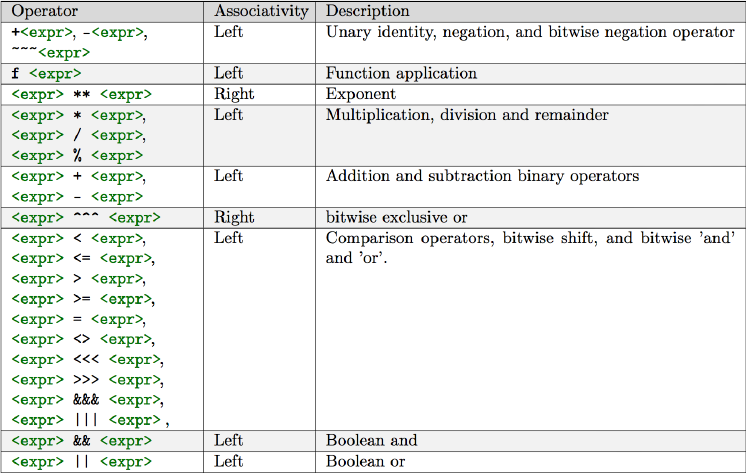 Operator Associativity Description
+<expr>, -<expr>, Left Unary identity, negation, and bitwise negation operator
~~~<expr>
f <expr> Left Function application
<expr> ** <expr> Right Exponent
<expr> * <expr>, Left Multiplication, division and remainder
<expr> / <expr>,
<expr> % <expr>
<expr> + <expr>, Left Addition and subtraction binary operators
<expr> - <expr>
<expr> ^^^ <expr> Right bitwise exclusive or
<expr> < <expr>, Left Comparison operators, bitwise shift, and bitwise 'and'
<expr> <= <expr>, and 'or'.
<expr> > <expr>,
<expr> >= <expr>,
<expr> = <expr>,
<expr> <> <expr>,
<expr> <<< <expr>,
<expr> >>> <expr>,
<expr> &&& <expr>,
<expr> ||| <expr> ,
<expr> && <expr> Left Boolean and
<expr> || <expr> Left Boolean or